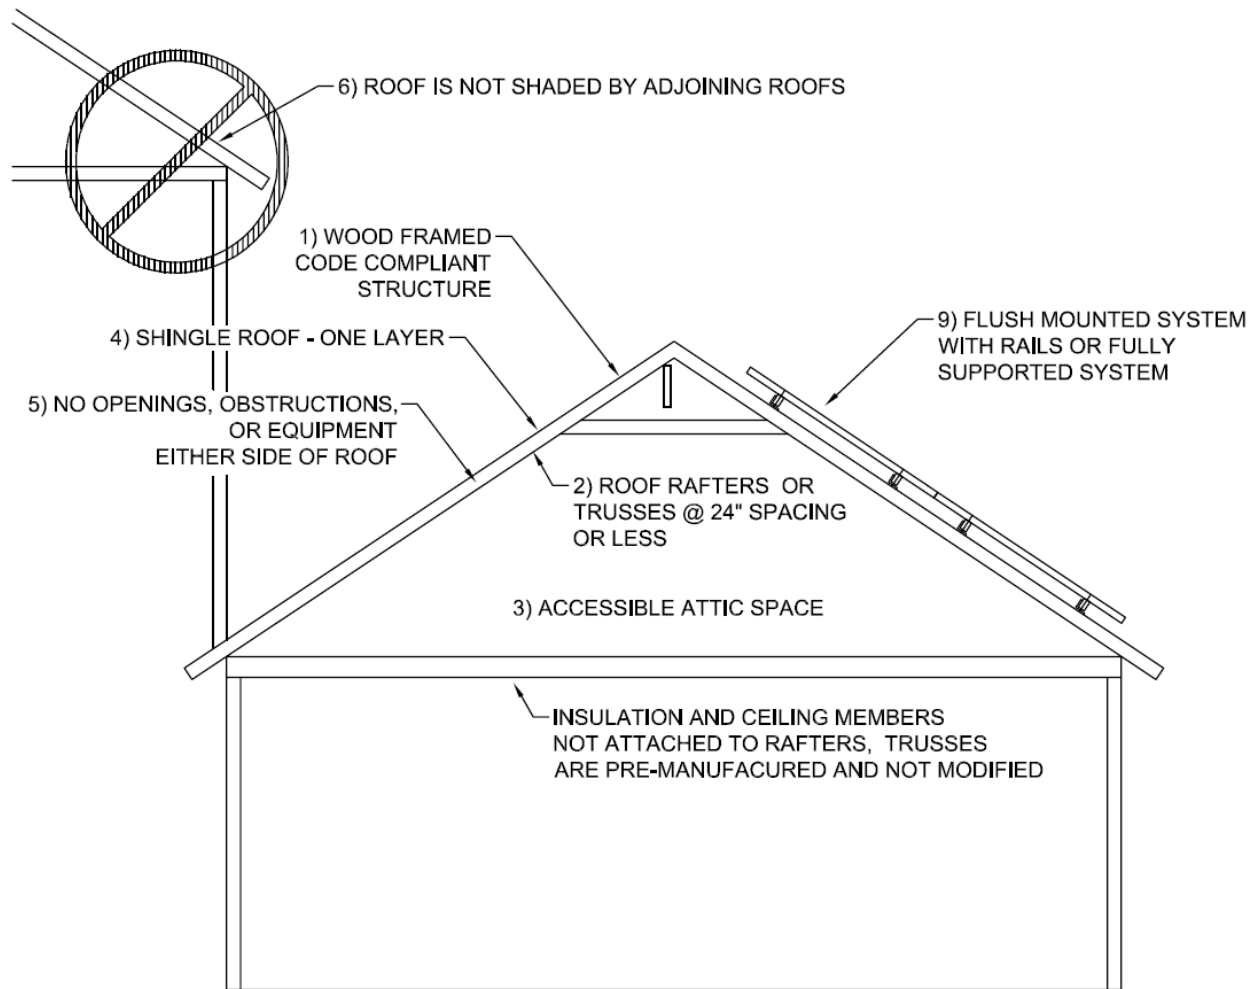 6) ROOF IS NOT SHADED BY ADJOINING ROOFS
1) WOOD FRAMED
CODE COMPLIANT
STRUCTURE
4) SHINGLE ROOF - ONE LAYER
9) FLUSH MOUNTED SYSTEM
WITH RAILS OR FULLY
SUPPORTED SYSTEM
5) NO OPENINGS, OBSTRUCTIONS,
OR EQUIPMENT
EITHER SIDE OF ROOF
2) ROOF RAFTERS OR
TRUSSES @ 24" SPACING
OR LESS
3) ACCESSIBLE ATTIC SPACE
INSULATION AND CEILING MEMBERS
NOT ATTACHED TO RAFTERS, TRUSSES
ARE PRE-MANUFACURED AND NOT MODIFIED